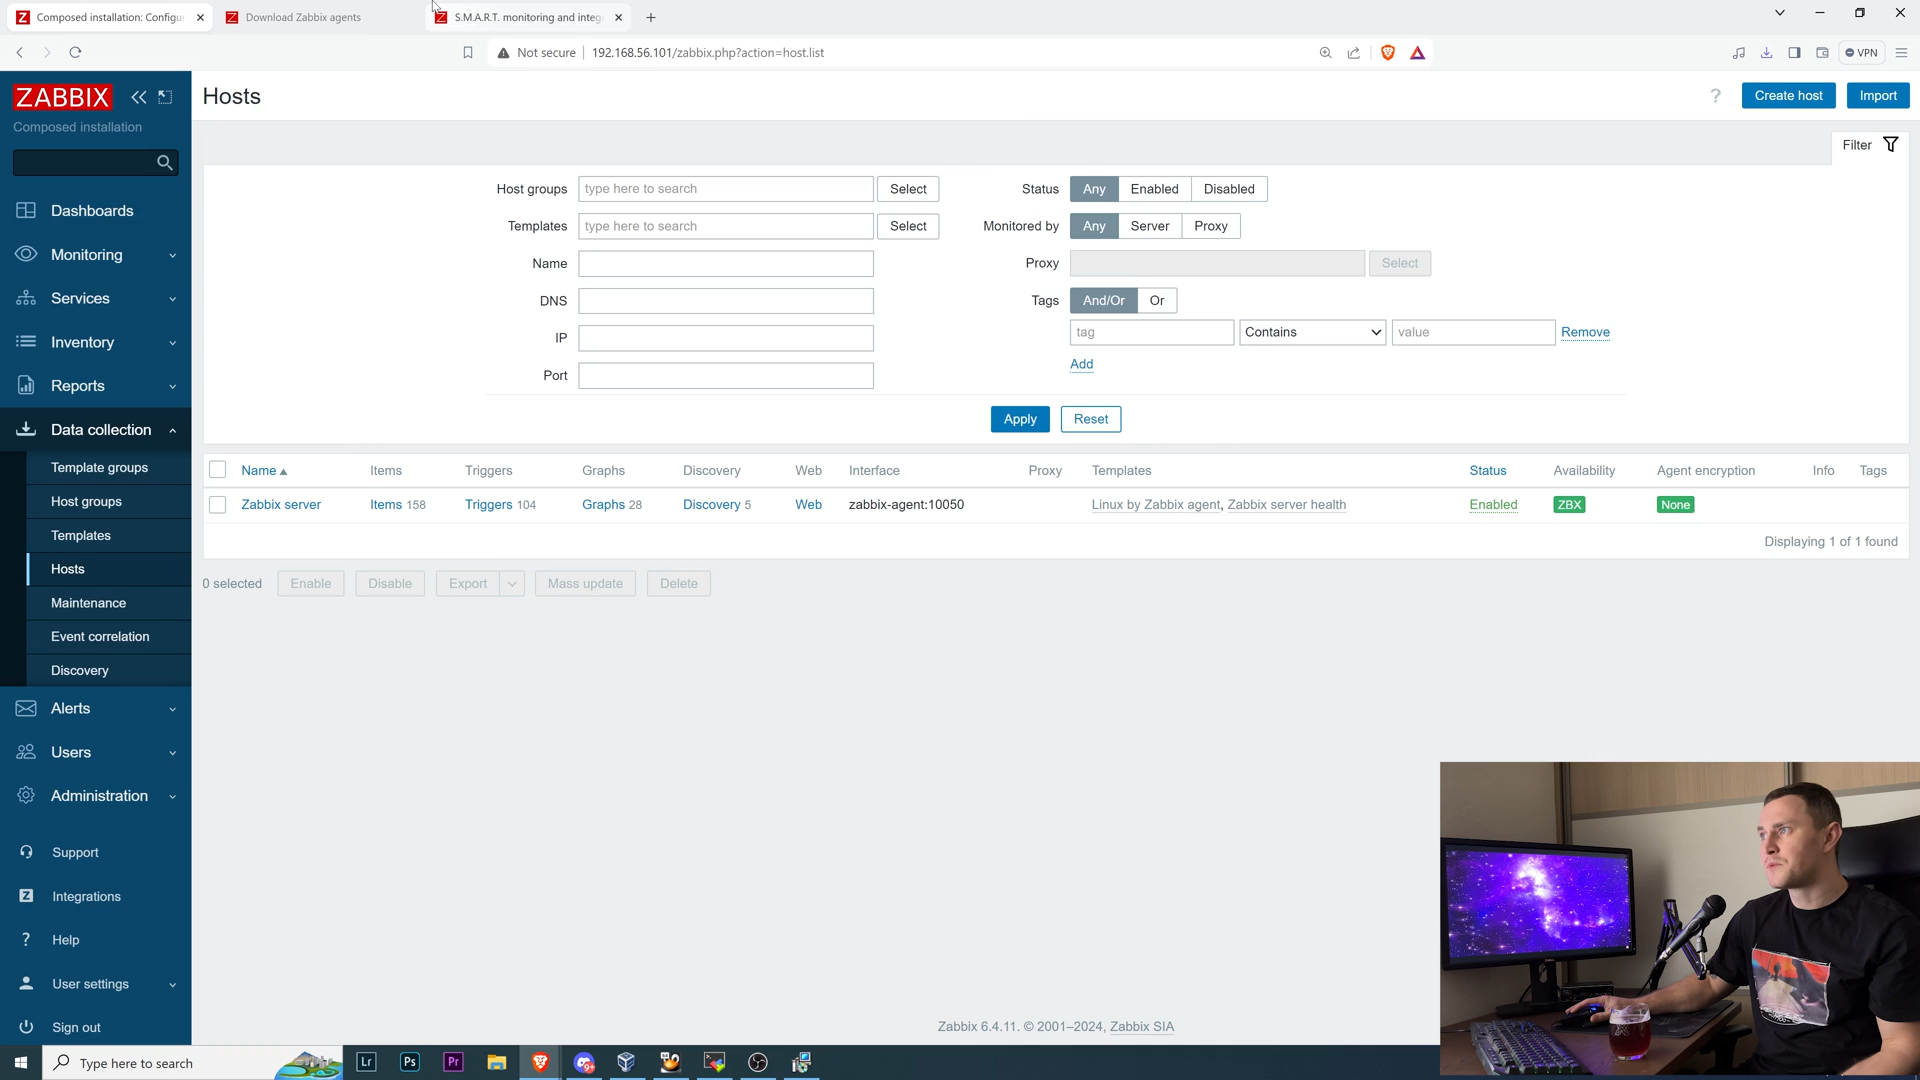 Composed installation: Configu
Download Zabbix agents
S.M.A.R.T. monitoring and integ
Not secure
192.168.56.101/zabbix.php?action=host.list
VPN
ZABBIX
Composed installation
Dashboards
Monitoring
Services
Inventory
Reports
Data collection
Template groups
Host groups
Templates
Hosts
Maintenance
Event correlation
Discovery
Alerts
Users
Administration
Support
Integrations
Help
User settings
Sign out
Hosts
? Create host Import
Filter
Host groups type here to search Select
Templates type here to search Select
Name
DNS
IP
Port
Status Any Enabled Disabled
Monitored by Any Server Proxy
Proxy Select
Tags And/Or Or
tag Contains value Remove
Add
Apply Reset
Name Items Triggers Graphs Discovery Web Interface Proxy Templates Status Availability Agent encryption Info Tags
Zabbix server Items 158 Triggers 104 Graphs 28 Discovery 5 Web zabbix-agent:10050 Linux by Zabbix agent, Zabbix server health Enabled ZBX None
Displaying 1 of 1 found
0 selected Enable Disable Export Mass update Delete
Zabbix 6.4.11. © 2001–2024, Zabbix SIA
Type here to search
Lr
Ps
Pr